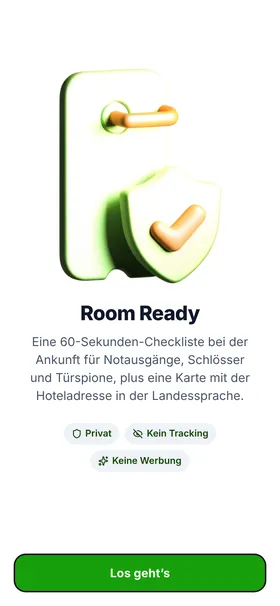 Room Ready
Eine 60-Sekunden-Checkliste bei der
Ankunft für Notausgänge, Schlösser
und Türspione, plus eine Karte mit der
Hoteladresse in der Landessprache.
Privat
Kein Tracking
Keine Werbung
Los geht's